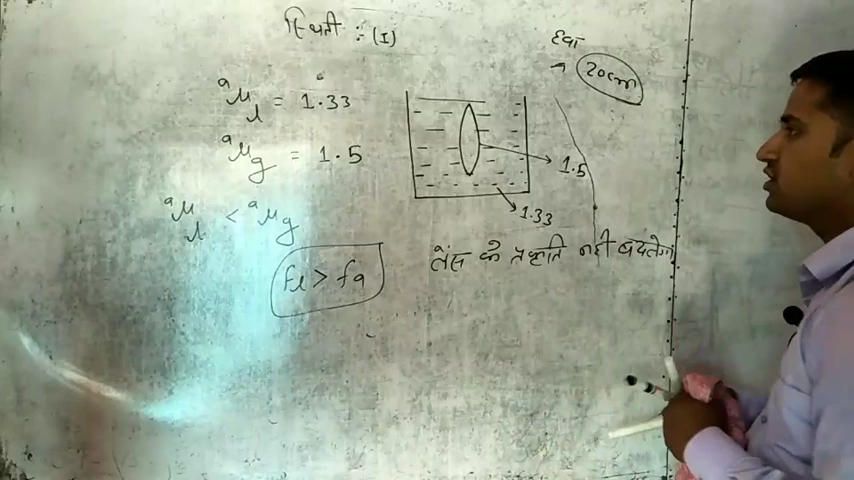 स्थिती :- (I)
हवा
→ 20cm
ᵃμₗ = 1.33
ᵃμg = 1.5
1.5
ᵃμₗ < ᵃμg
1.33
fₗ > fₐ
लेंस के प्रकृति नही बदलेगा